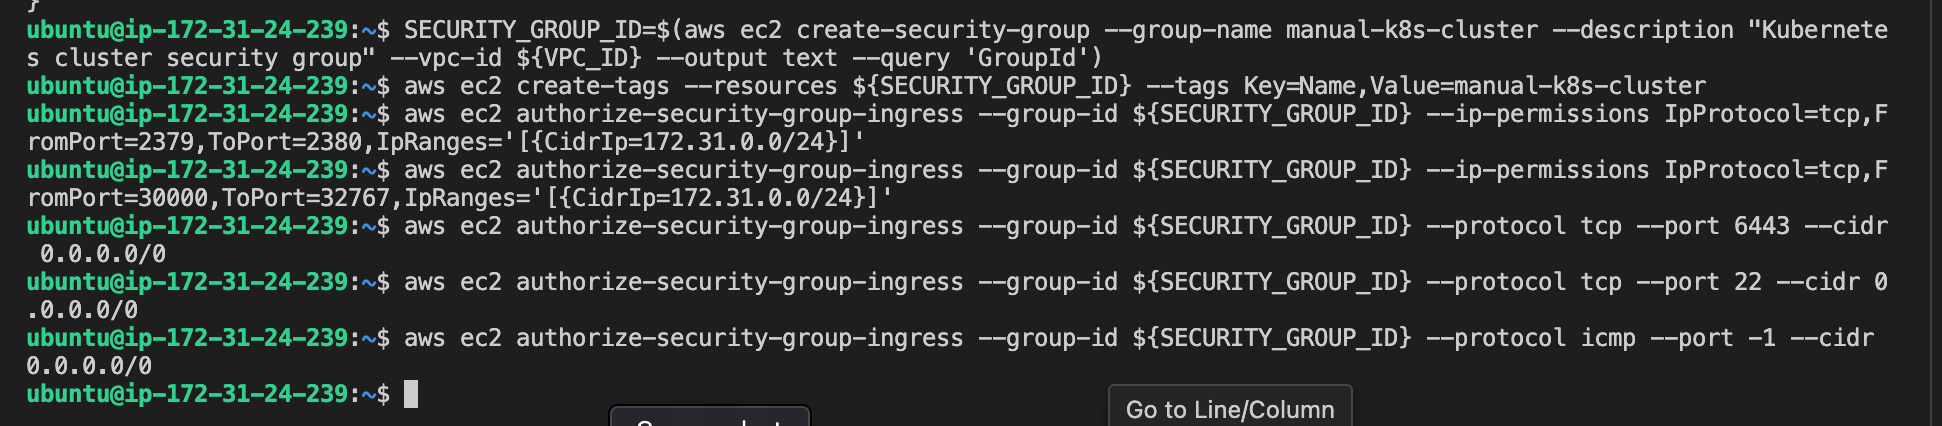 }
ubuntu@ip-172-31-24-239:~$ SECURITY_GROUP_ID=$(aws ec2 create-security-group --group-name manual-k8s-cluster --description "Kubernete
s cluster security group" --vpc-id ${VPC_ID} --output text --query 'GroupId')
ubuntu@ip-172-31-24-239:~$ aws ec2 create-tags --resources ${SECURITY_GROUP_ID} --tags Key=Name,Value=manual-k8s-cluster
ubuntu@ip-172-31-24-239:~$ aws ec2 authorize-security-group-ingress --group-id ${SECURITY_GROUP_ID} --ip-permissions IpProtocol=tcp,F
romPort=2379,ToPort=2380,IpRanges='[{CidrIp=172.31.0.0/24}]'
ubuntu@ip-172-31-24-239:~$ aws ec2 authorize-security-group-ingress --group-id ${SECURITY_GROUP_ID} --ip-permissions IpProtocol=tcp,F
romPort=30000,ToPort=32767,IpRanges='[{CidrIp=172.31.0.0/24}]'
ubuntu@ip-172-31-24-239:~$ aws ec2 authorize-security-group-ingress --group-id ${SECURITY_GROUP_ID} --protocol tcp --port 6443 --cidr
 0.0.0.0/0
ubuntu@ip-172-31-24-239:~$ aws ec2 authorize-security-group-ingress --group-id ${SECURITY_GROUP_ID} --protocol tcp --port 22 --cidr 0
.0.0.0/0
ubuntu@ip-172-31-24-239:~$ aws ec2 authorize-security-group-ingress --group-id ${SECURITY_GROUP_ID} --protocol icmp --port -1 --cidr
0.0.0.0/0
ubuntu@ip-172-31-24-239:~$
Go to Line/Column